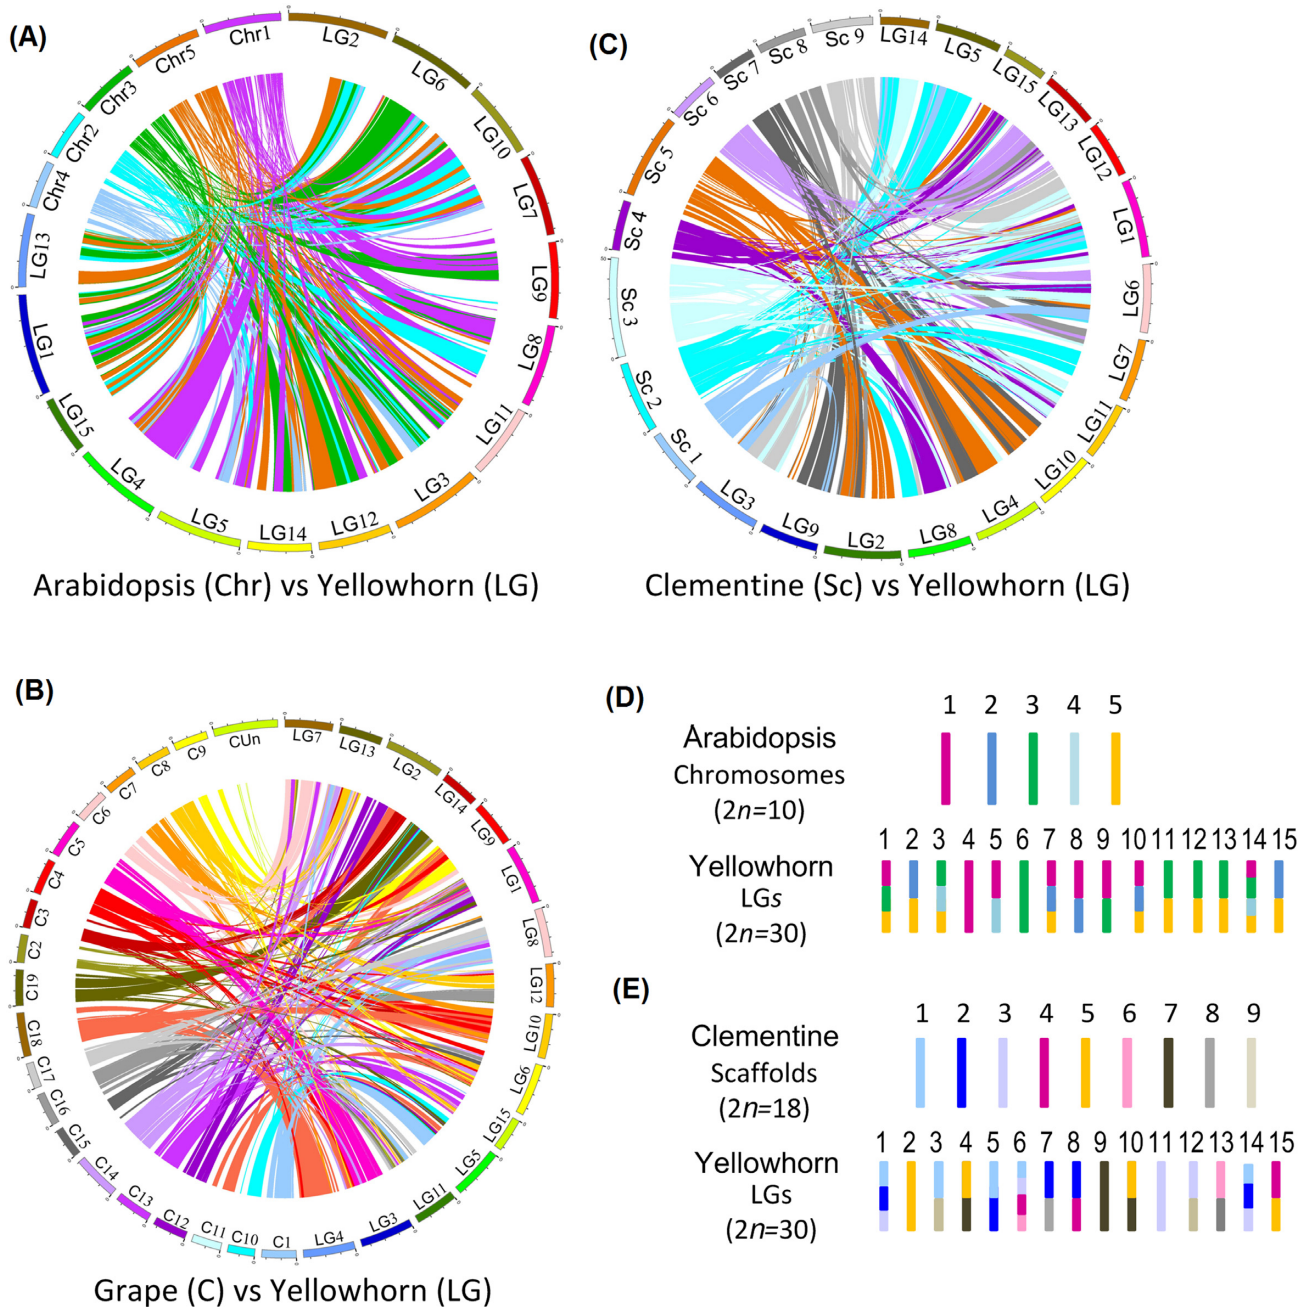 (A)
Chr1
LG2
LG6
LG10
LG7
LG9
LG8
LG11
LG3
LG12
LG14
LG5
LG4
LG15
LG1
LG13
Chr4
Chr2
Chr3
Chr5
Arabidopsis (Chr) vs Yellowhorn (LG)
(C)
Sc 9
LG14
LG5
LG15
LG13
LG12
LG1
LG6
LG7
LG11
LG10
LG4
LG8
LG2
LG9
LG3
Sc 1
Sc 2
Sc 3
Sc 4
Sc 5
Sc 6
Sc 7
Sc 8
Clementine (Sc) vs Yellowhorn (LG)
(B)
CUn
LG7
LG13
LG2
LG14
LG9
LG1
LG8
LG12
LG10
LG6
LG15
LG5
LG11
LG3
LG4
C1
C10
C11
C12
C13
C14
C15
C16
C17
C18
C19
C2
C3
C4
C5
C6
C7
C8
C9
Grape (C) vs Yellowhorn (LG)
(D)
1 2 3 4 5
Arabidopsis
Chromosomes
(2n=10)
1 2 3 4 5 6 7 8 9 10 11 12 13 14 15
Yellowhorn
LGs
(2n=30)
(E)
1 2 3 4 5 6 7 8 9
Clementine
Scaffolds
(2n=18)
1 2 3 4 5 6 7 8 9 10 11 12 13 14 15
Yellowhorn
LGs
(2n=30)